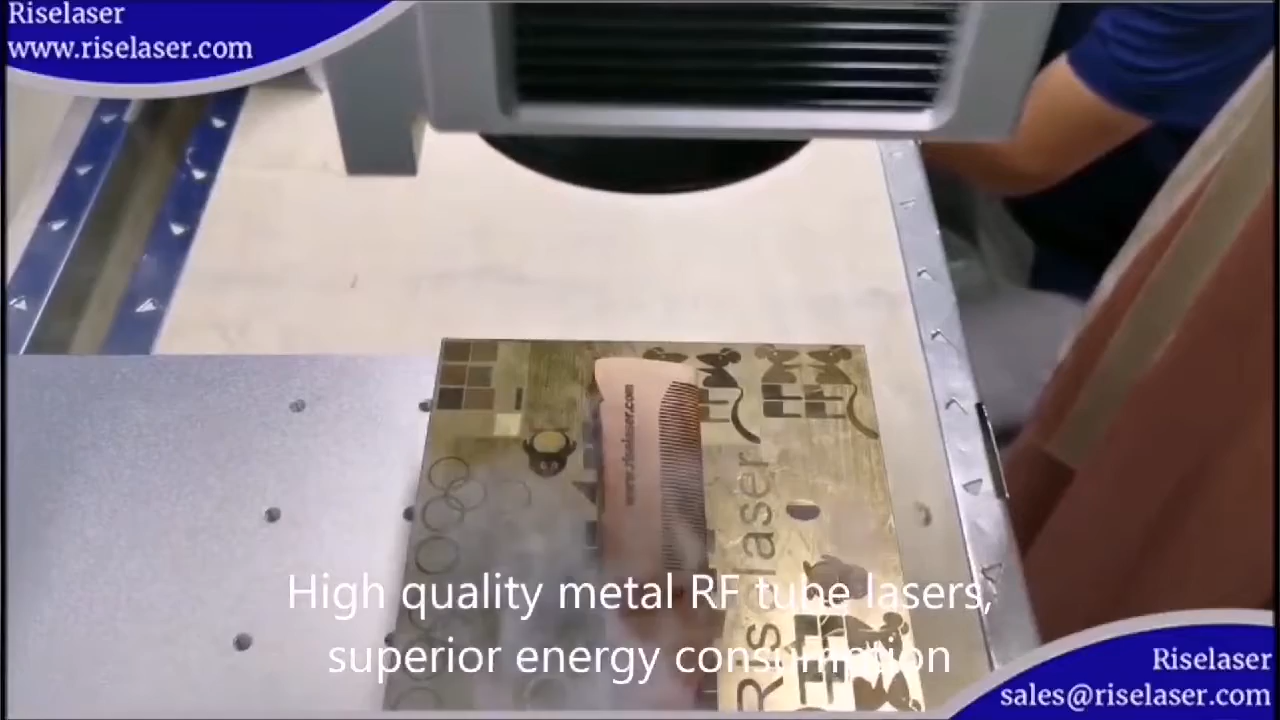 Riselaser
www.riselaser.com
www.riselaser.com
Riselaser
High quality metal RF tube lasers,
superior energy consumption
Riselaser
sales@riselaser.com